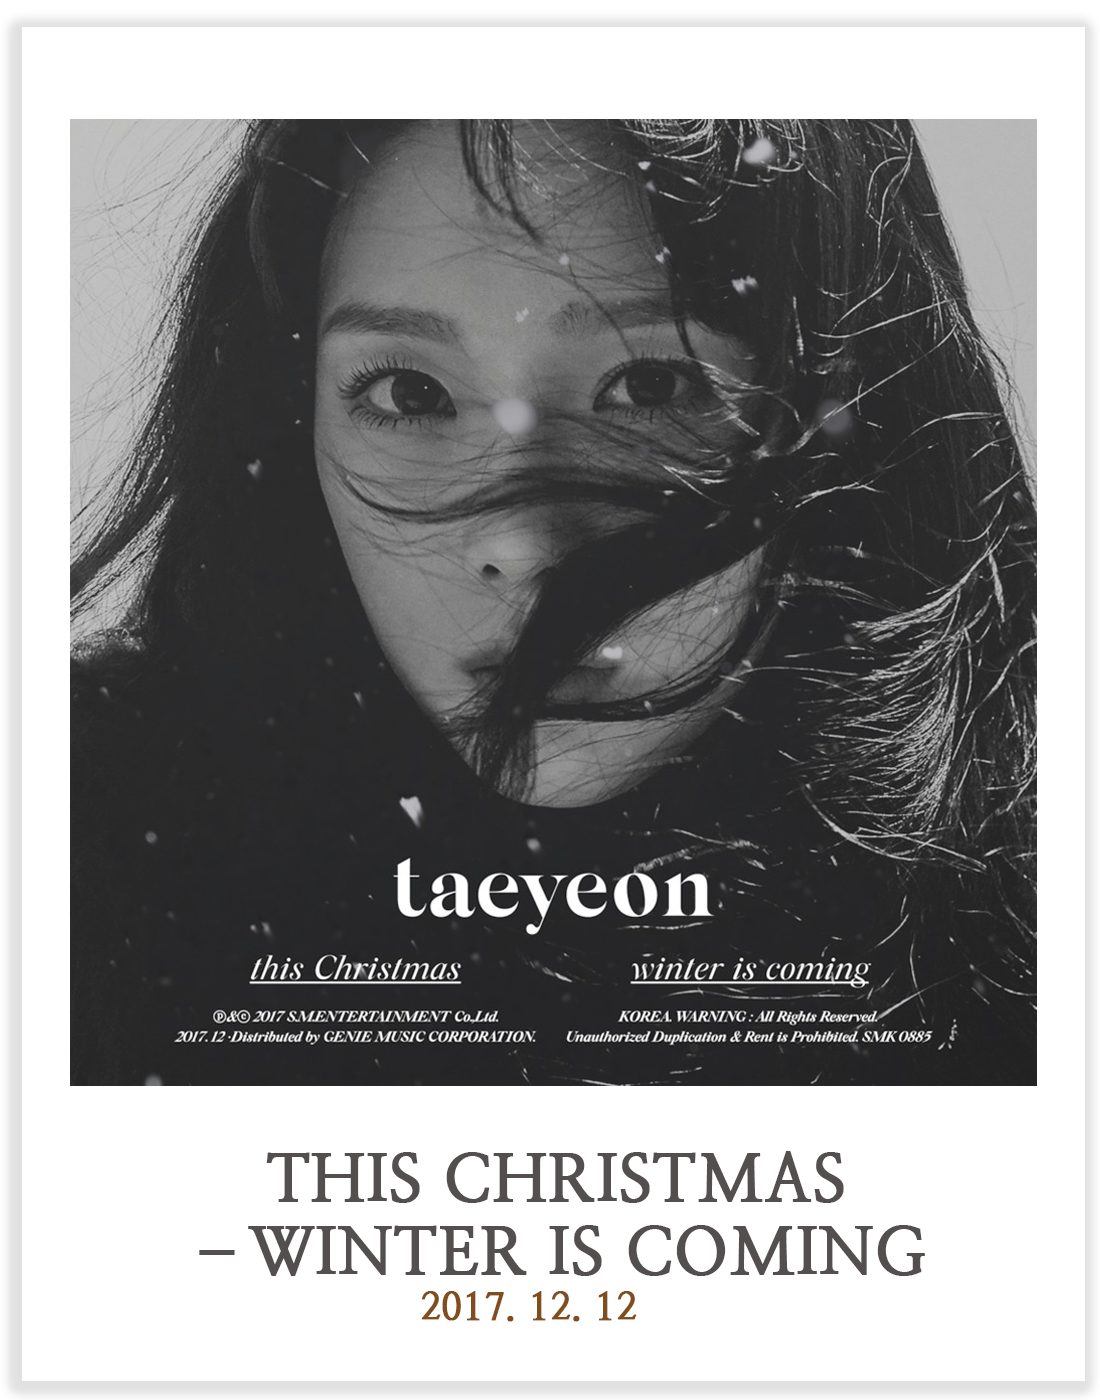 taeyeon
this Christmas
winter is coming
℗&© 2017 S.M.ENTERTAINMENT Co.,Ltd.
2017. 12 ·Distributed by GENIE MUSIC CORPORATION.
KOREA. WARNING : All Rights Reserved.
Unauthorized Duplication & Rent is Prohibited. SMK 0885
THIS CHRISTMAS
– WINTER IS COMING
2017. 12. 12